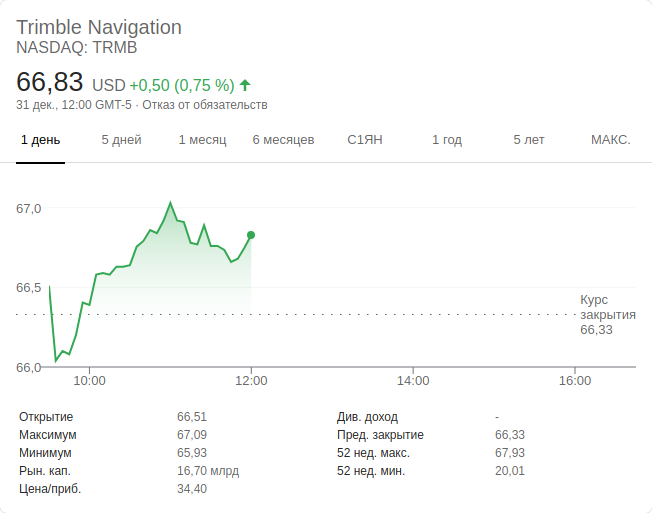 Trimble Navigation
NASDAQ: TRMB
66,83 USD +0,50 (0,75 %)
31 дек., 12:00 GMT-5 · Отказ от обязательств
1 день 5 дней 1 месяц 6 месяцев С1ЯН 1 год 5 лет МАКС.
67,0
66,5
Курс
закрытия
66,33
66,0
10:00 12:00 14:00 16:00
Открытие 66,51 Див. доход -
Максимум 67,09 Пред. закрытие 66,33
Минимум 65,93 52 нед. макс. 67,93
Рын. кап. 16,70 млрд 52 нед. мин. 20,01
Цена/приб. 34,40